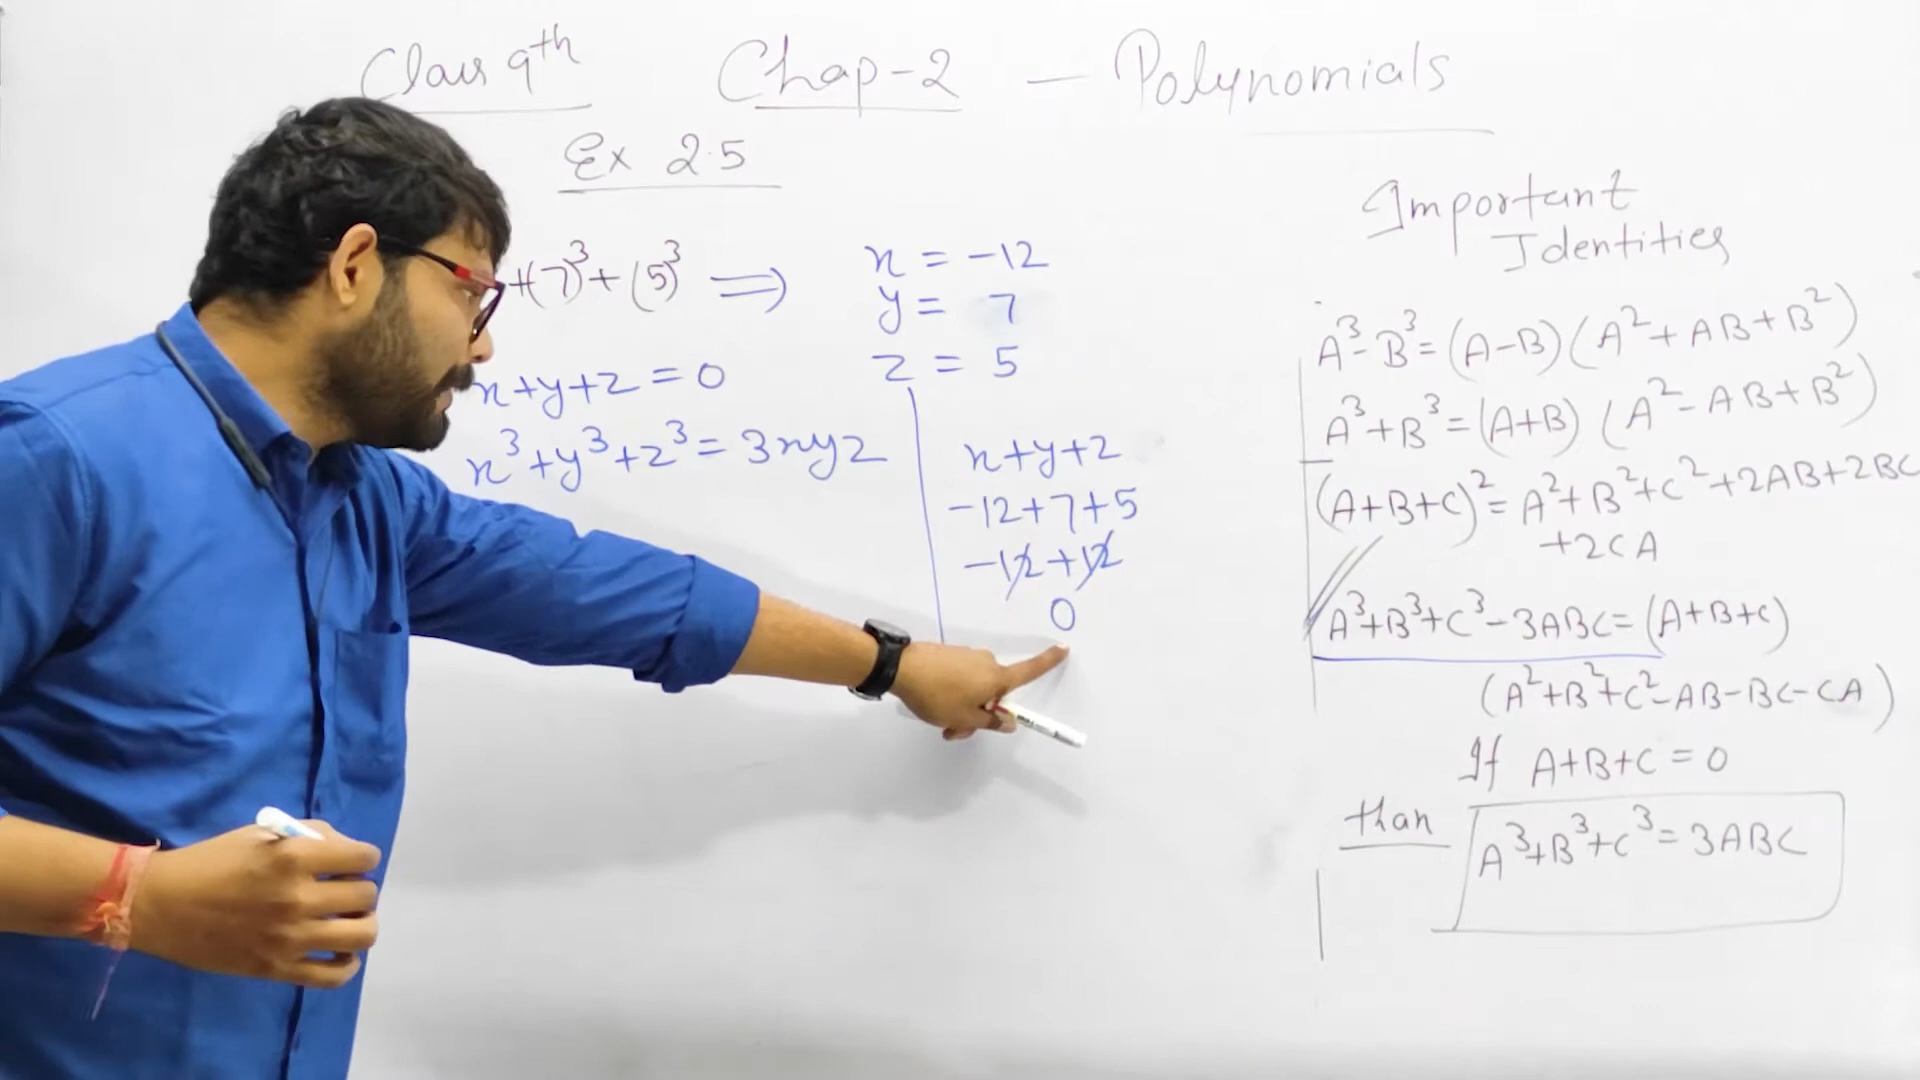 Class 9th Chap-2 — Polynomials
Ex 2.5
+(7)³+(5)³ ⟹
x = -12
y = 7
z = 5
x+y+z=0
x³+y³+z³=3xyz
x+y+z
-12+7+5
-12+12
0
Important
Identities
A³-B³=(A-B)(A²+AB+B²)
A³+B³=(A+B)(A²-AB+B²)
(A+B+C)²=A²+B²+C²+2AB+2BC
+2CA
A³+B³+C³-3ABC=(A+B+C)
(A²+B²+C²-AB-BC-CA)
If A+B+C=0
than A³+B³+C³=3ABC